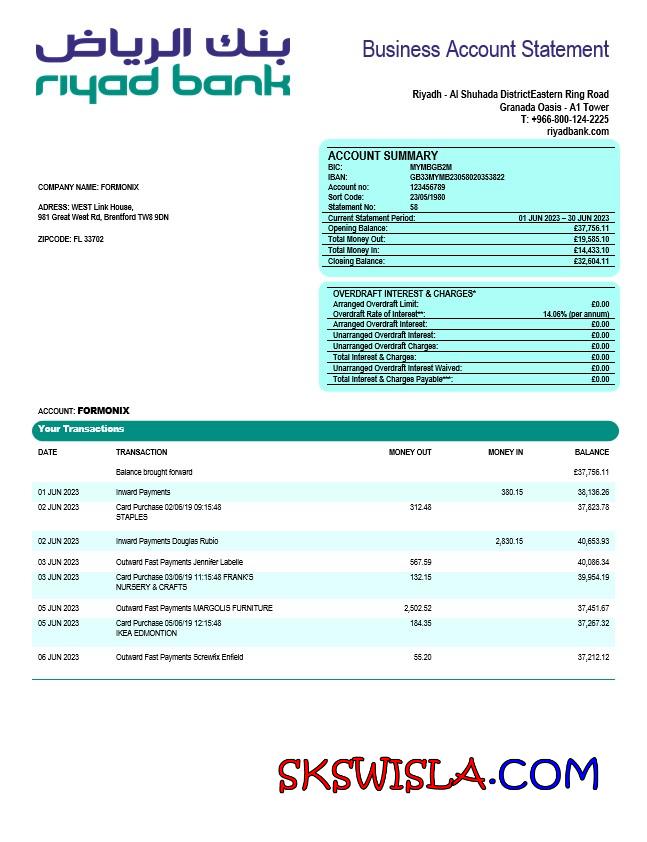 بنك الرياض
riyad bank
Business Account Statement
Riyadh - Al Shuhada DistrictEastern Ring Road
Granada Oasis - A1 Tower
T: +966-800-124-2225
riyadbank.com
COMPANY NAME: FORMONIX
ADRESS: WEST Link House,
981 Great West Rd, Brentford TW8 9DN
ZIPCODE: FL 33702
ACCOUNT SUMMARY
BIC: MYMBGB2M
IBAN: GB33MYMB23058020353822
Account no: 123456789
Sort Code: 23/05/1980
Statement No: 58
Current Statement Period: 01 JUN 2023 – 30 JUN 2023
Opening Balance: £37,756.11
Total Money Out: £19,585.10
Total Money In: £14,433.10
Closing Balance: £32,604.11
OVERDRAFT INTEREST & CHARGES*
Arranged Overdraft Limit: £0.00
Overdraft Rate of Interest**: 14.06% (per annum)
Arranged Overdraft Interest: £0.00
Unarranged Overdraft Interest: £0.00
Unarranged Overdraft Charges: £0.00
Total Interest & Charges: £0.00
Unarranged Overdraft Interest Waived: £0.00
Total Interest & Charges Payable***: £0.00
ACCOUNT: FORMONIX
Your Transactions
DATE TRANSACTION MONEY OUT MONEY IN BALANCE
Balance brought forward £37,756.11
01 JUN 2023 Inward Payments 380.15 38,136.26
02 JUN 2023 Card Purchase 02/06/19 09:15:48 312.48 37,823.78
STAPLES
02 JUN 2023 Inward Payments Douglas Rubio 2,830.15 40,653.93
03 JUN 2023 Outward Fast Payments Jennifer Labelle 567.59 40,086.34
03 JUN 2023 Card Purchase 03/06/19 11:15:48 FRANK'S 132.15 39,954.19
NURSERY & CRAFTS
05 JUN 2023 Outward Fast Payments MARGOLIS FURNITURE 2,502.52 37,451.67
05 JUN 2023 Card Purchase 05/06/19 12:15:48 184.35 37,267.32
IKEA EDMONTION
06 JUN 2023 Outward Fast Payments Screwfix Enfield 55.20 37,212.12
SKSWISLA.COM